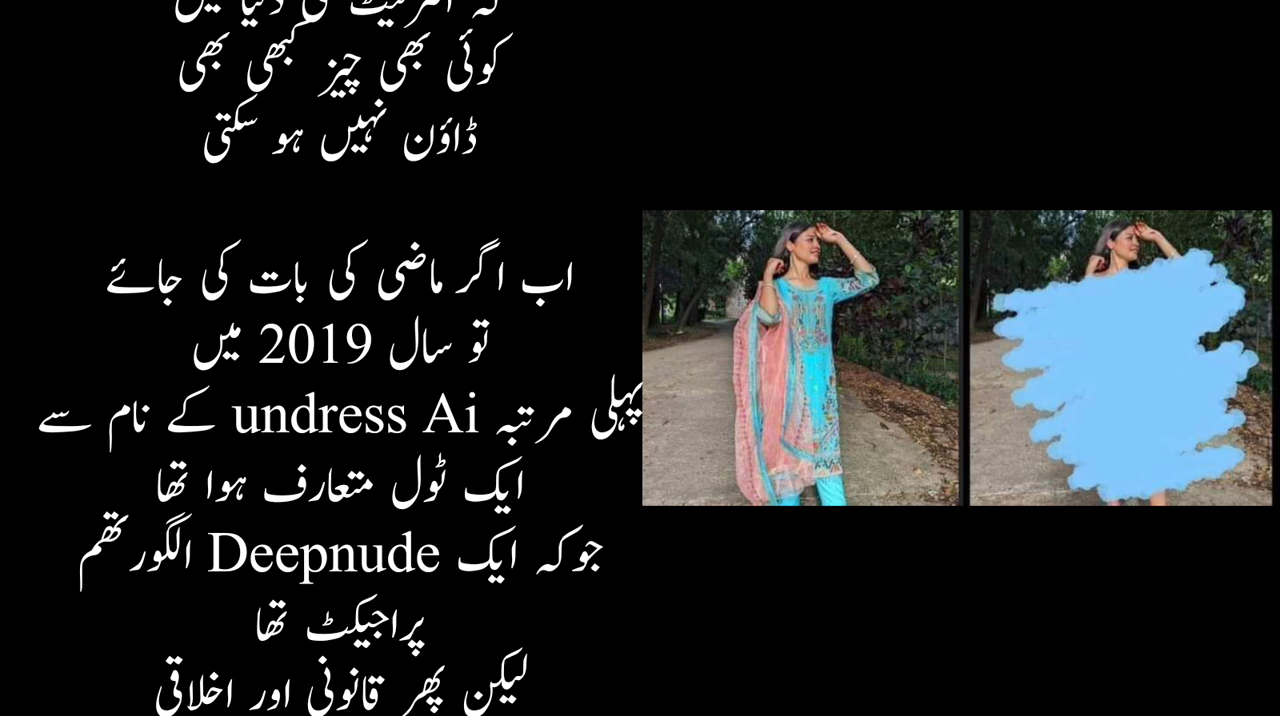 کوئی بھی چیز کبھی بھی
ڈاؤن نہیں ہو سکتی
اب اگر ماضی کی بات کی جائے
تو سال 2019 میں
پہلی مرتبہ undress Ai کے نام سے
ایک ٹول متعارف ہوا تھا
جوکہ ایک Deepnude الگورتھم
پراجیکٹ تھا
لیکن پھر قانونی اور اخلاقی